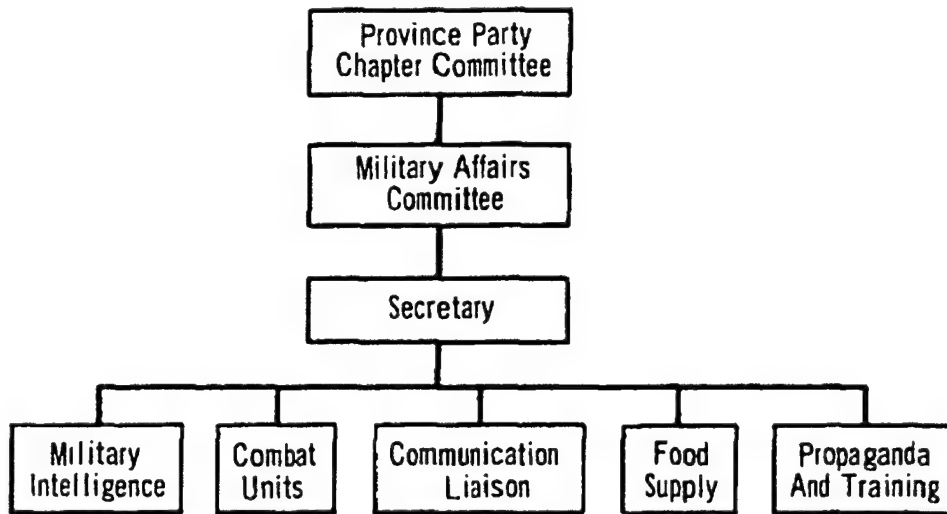 Province Party
Chapter Committee
Military Affairs
Committee
Secretary
Military
Intelligence
Combat
Units
Communication
Liaison
Food
Supply
Propaganda
And Training